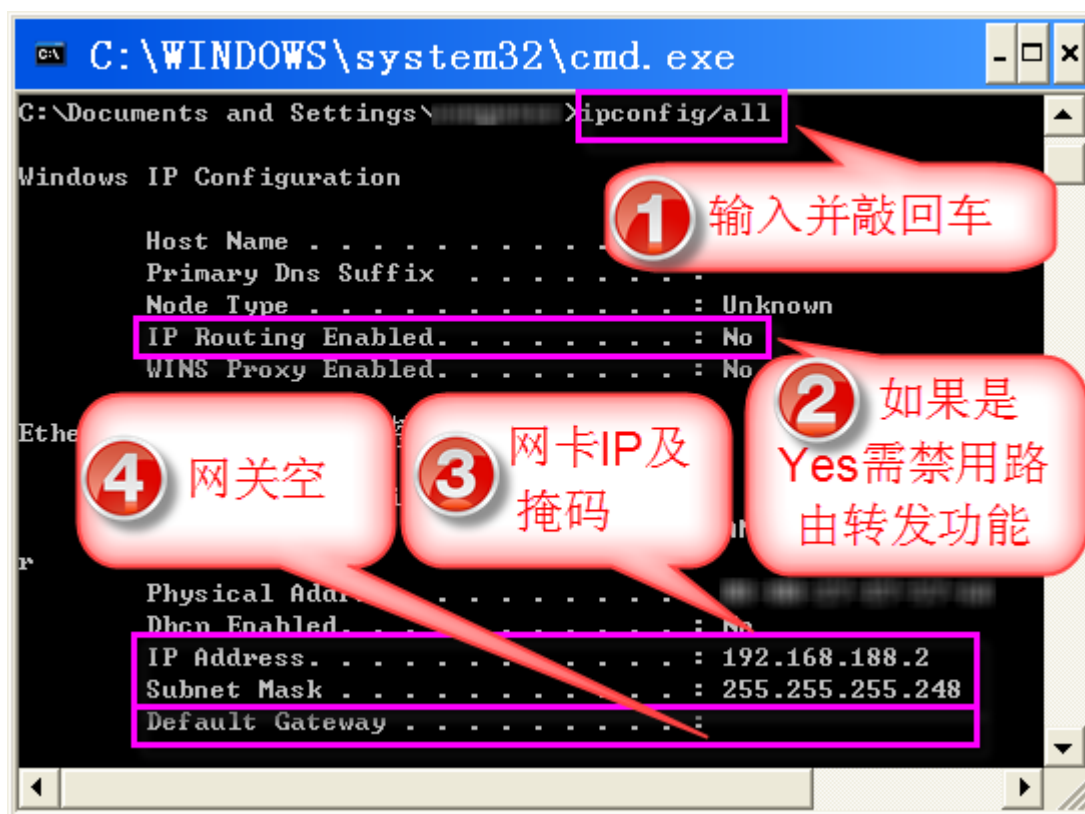 C:\WINDOWS\system32\cmd.exe
C:\Documents and Settings\ >ipconfig/all
Windows IP Configuration
1 输入并敲回车
Host Name . . . . . . . . . .
Primary Dns Suffix . . . . . . . :
Node Type . . . . . . . . . . . . : Unknown
IP Routing Enabled. . . . . . . . : No
WINS Proxy Enabled. . . . . . . . : No
2 如果是
Yes需禁用路
由转发功能
Ethe
4 网关空
3 网卡IP及
掩码
r
Physical Addr . . . . . . . .
Dhcp Enabled. . . . . . . . . . . : No
IP Address. . . . . . . . . . . . : 192.168.188.2
Subnet Mask . . . . . . . . . . . : 255.255.255.248
Default Gateway . . . . . . . . . :